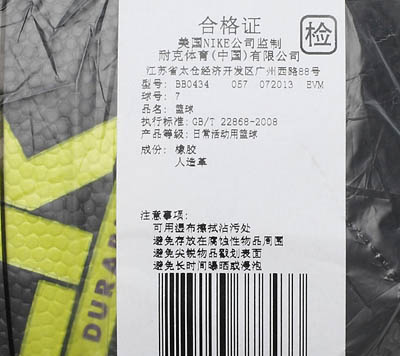 合格证
检
美国NIKE公司监制
耐克体育(中国)有限公司
江苏省太仓经济开发区广州西路88号
型号: BB0434 057 072013 EVM
球号: 7
品名: 篮球
执行标准: GB/T 22868-2008
产品等级: 日常活动用篮球
成份: 橡胶
人造革
注意事项:
可用湿布擦拭沾污处
避免存放在腐蚀性物品周围
避免尖锐物品戳划表面
避免长时间曝晒或浸泡
DURA